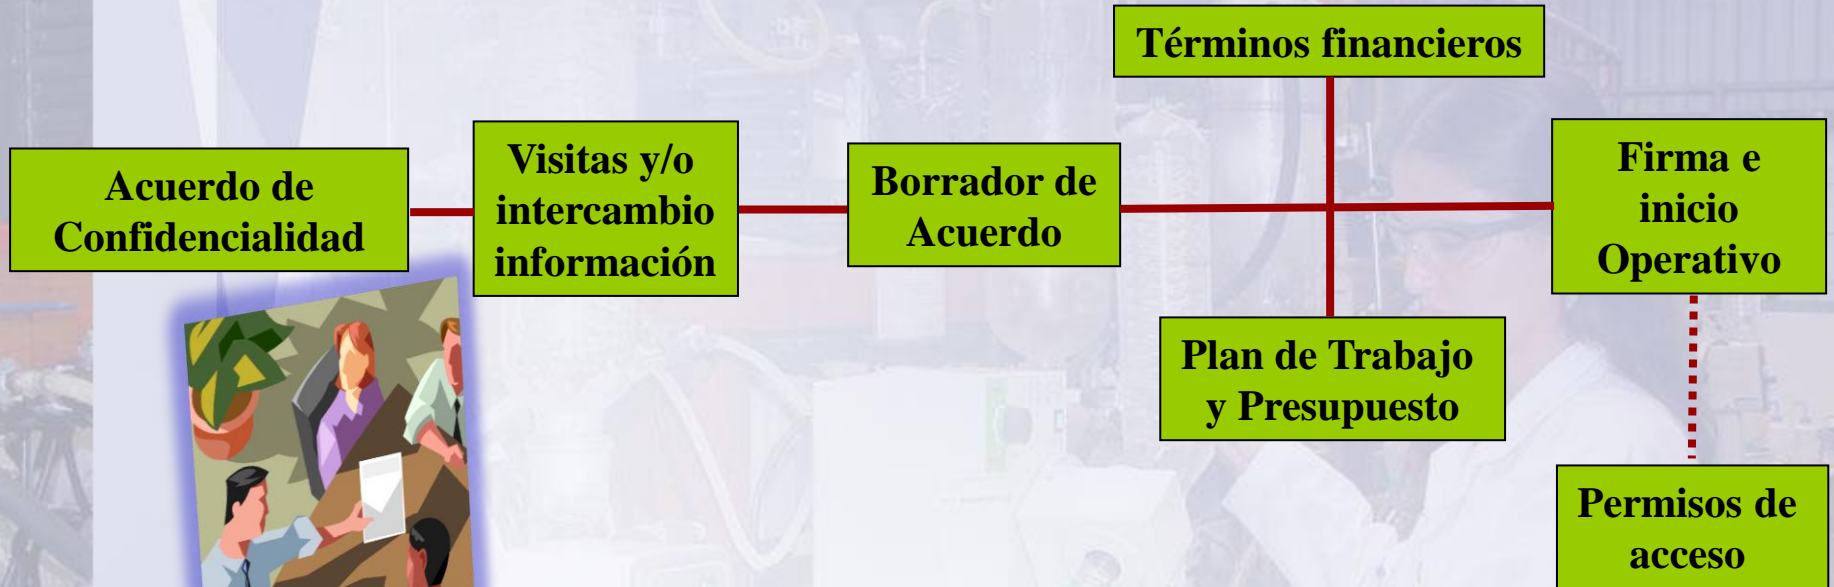 Acuerdo de
Confidencialidad
Visitas y/o
intercambio
información
Borrador de
Acuerdo
Términos financieros
Plan de Trabajo
y Presupuesto
Firma e
inicio
Operativo
Permisos de
acceso